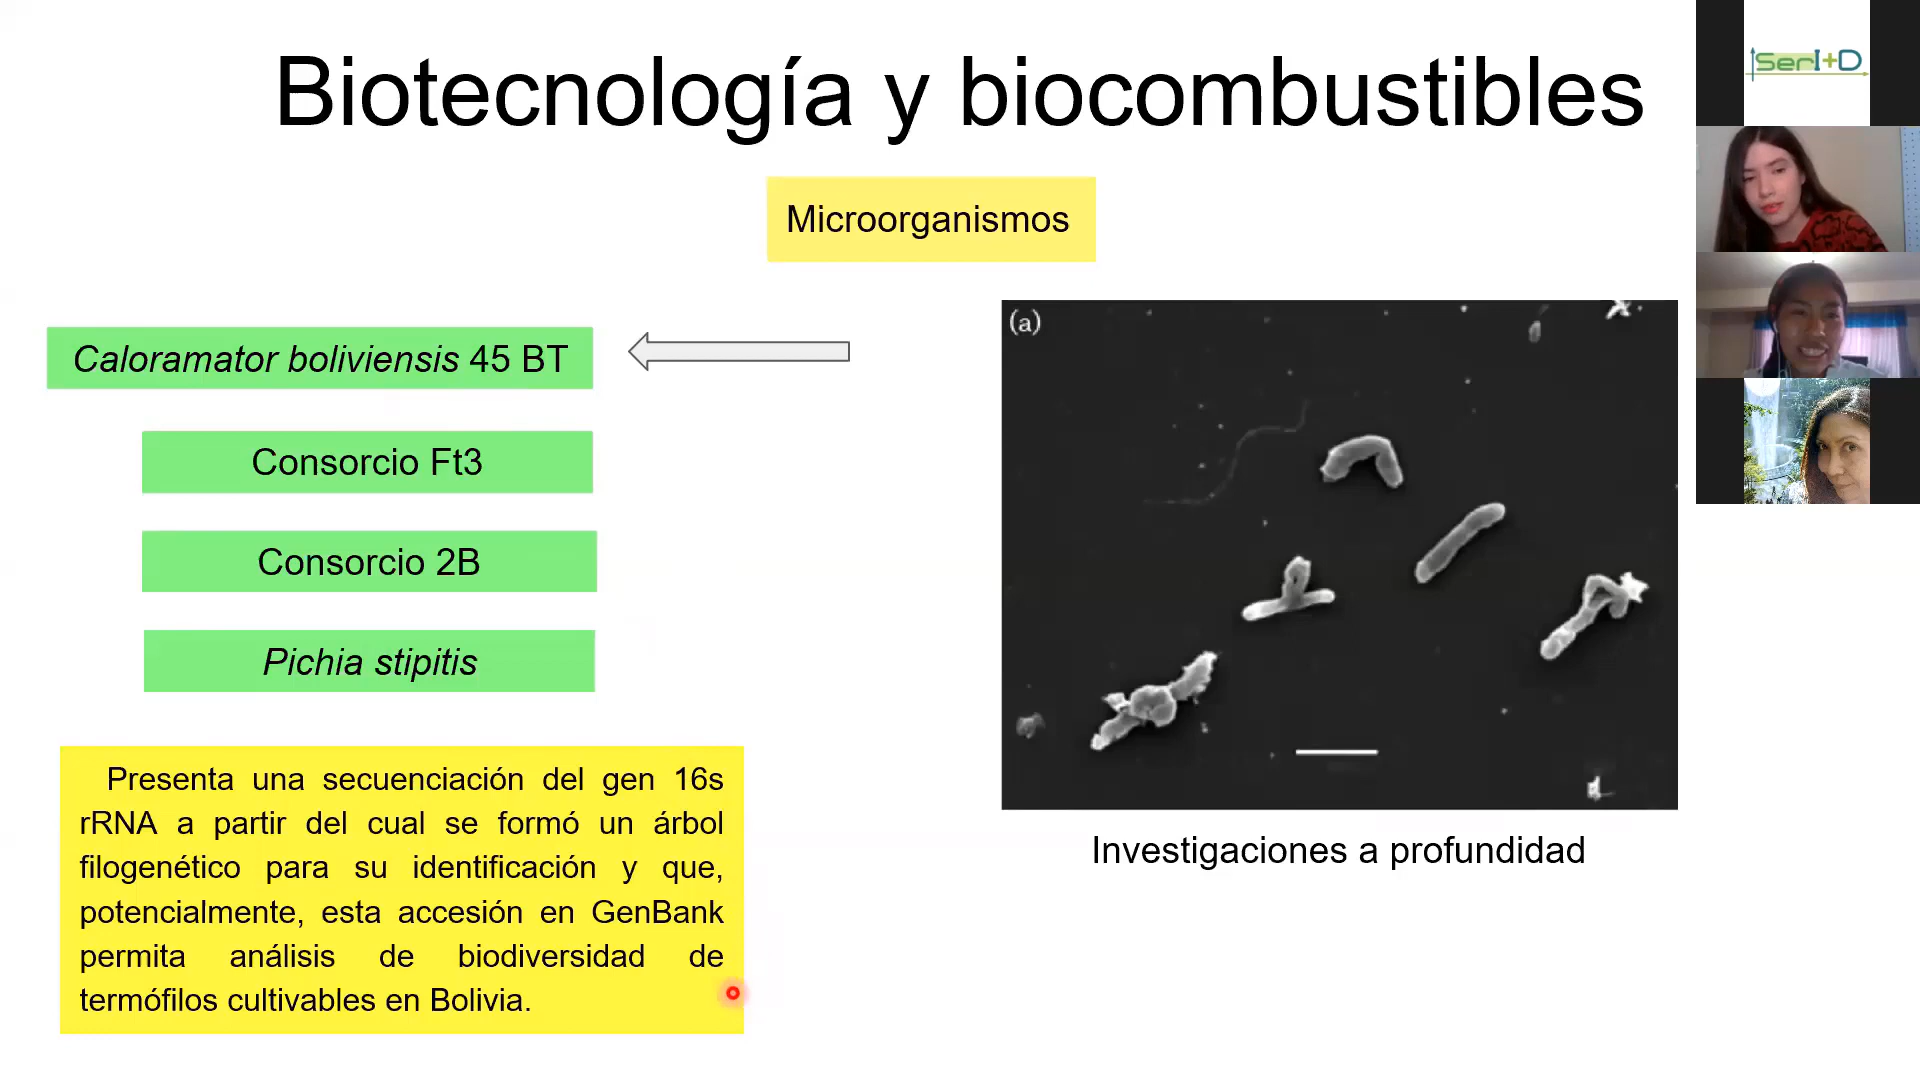 Biotecnología y biocombustibles
SerI+D
Microorganismos
Caloramator boliviensis 45 BT
(a)
Consorcio Ft3
Consorcio 2B
Pichia stipitis
Presenta una secuenciación del gen 16s
rRNA a partir del cual se formó un árbol
filogenético para su identificación y que,
potencialmente, esta accesión en GenBank
permita análisis de biodiversidad de
termófilos cultivables en Bolivia.
Investigaciones a profundidad